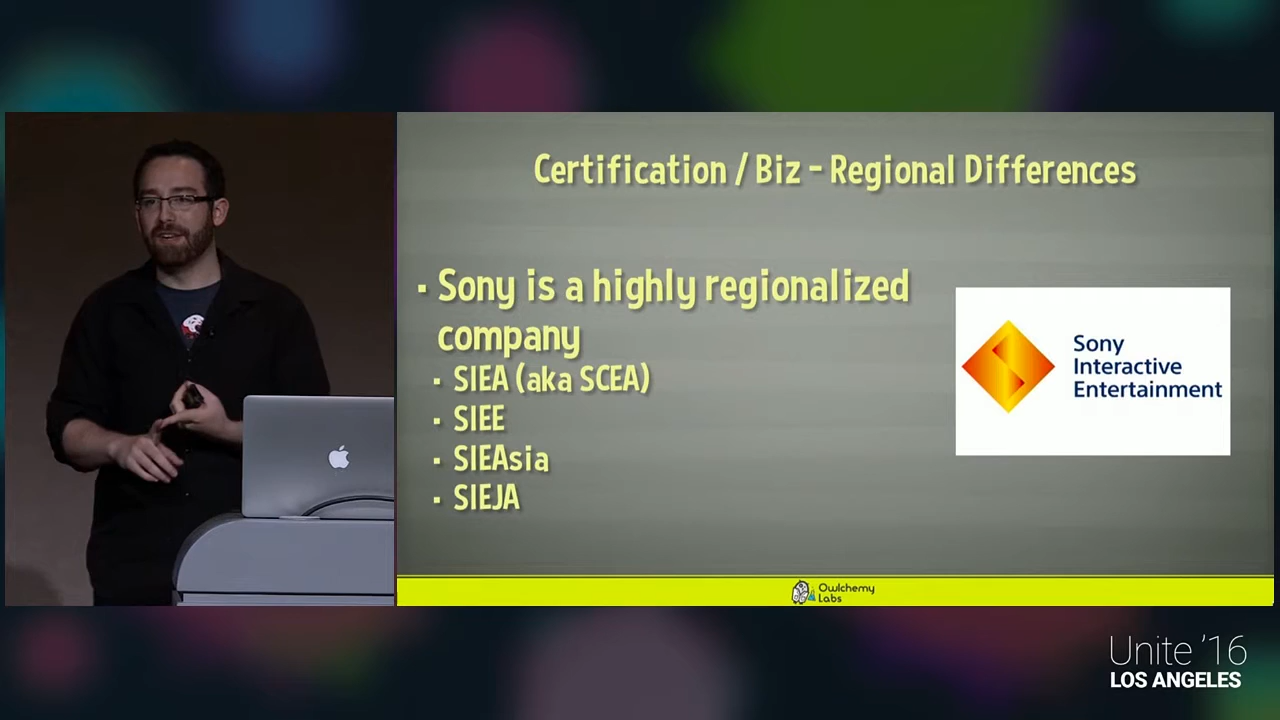 Certification / Biz - Regional Differences
· Sony is a highly regionalized
company
· SIEA (aka SCEA)
· SIEE
· SIEAsia
· SIEJA
Sony
Interactive
Entertainment
Owlchemy
Labs
Unite '16
LOS ANGELES